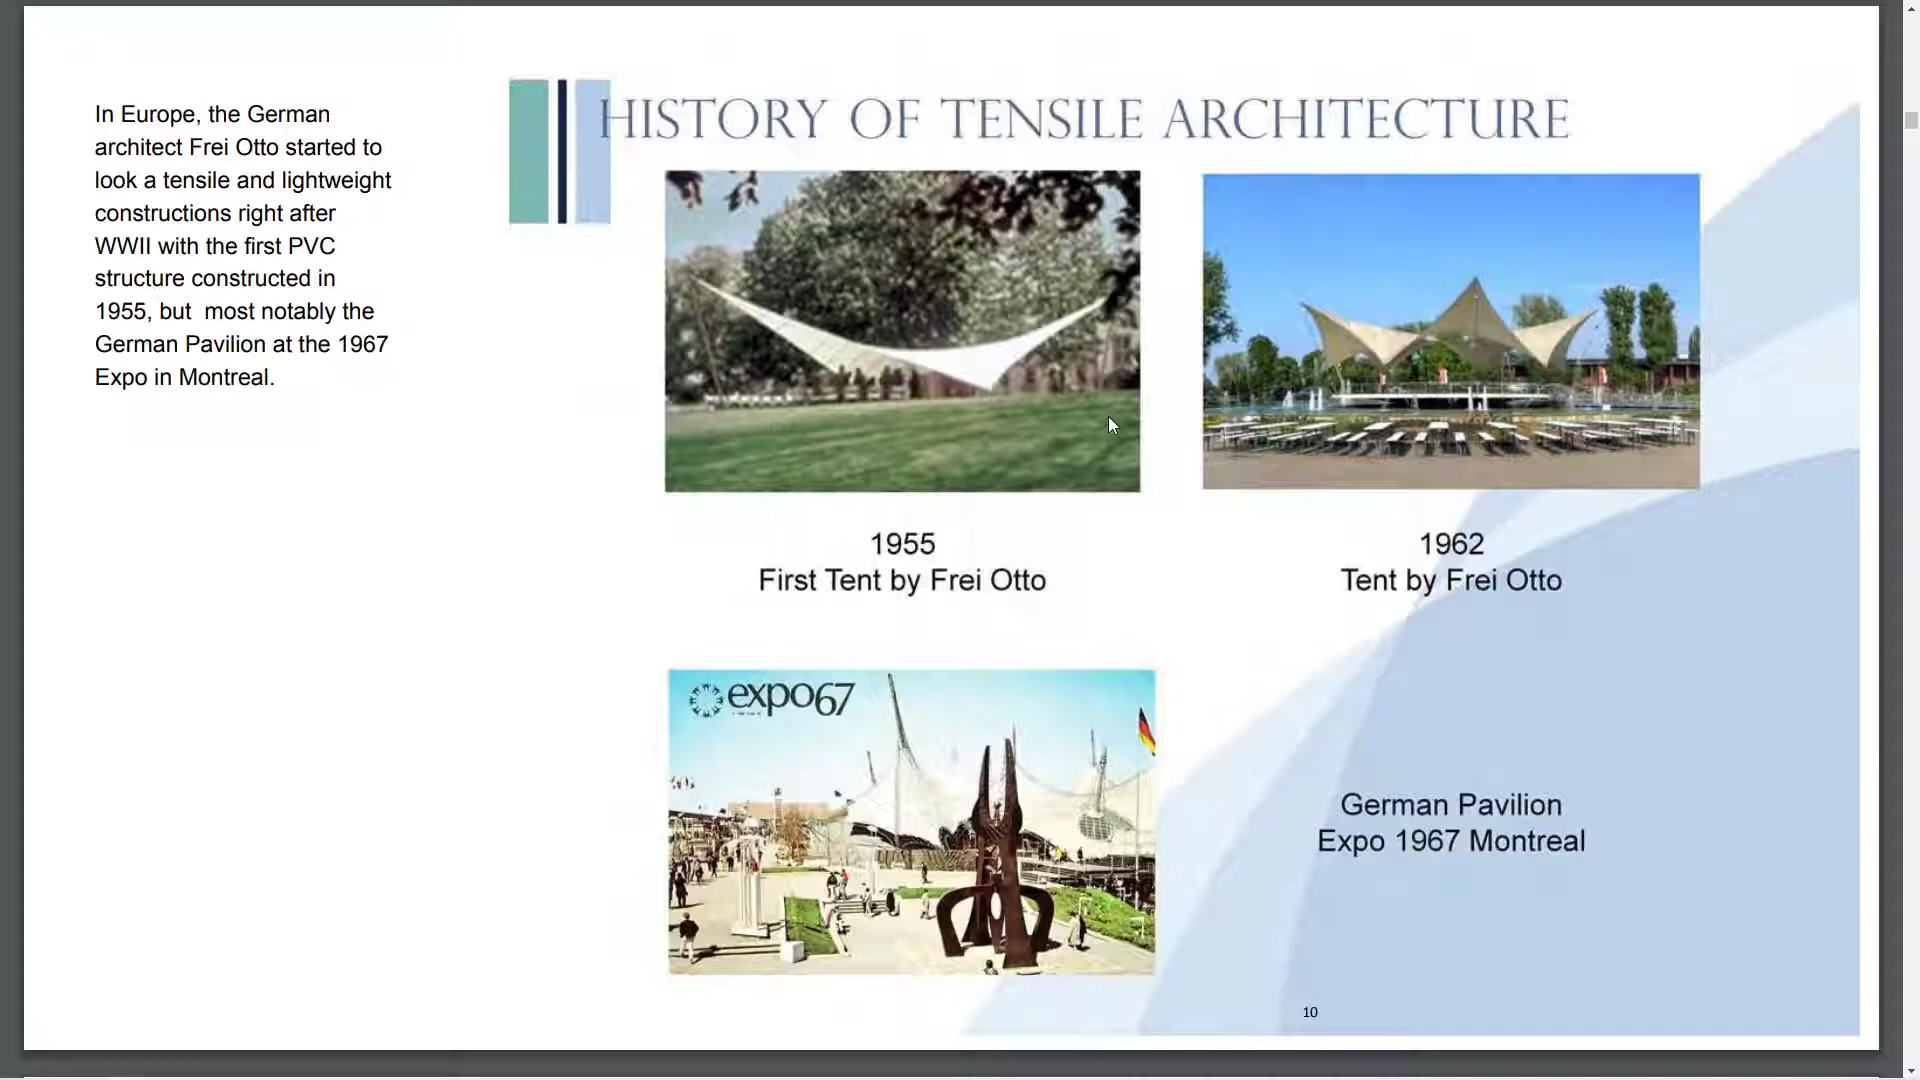 In Europe, the German
architect Frei Otto started to
look a tensile and lightweight
constructions right after
WWII with the first PVC
structure constructed in
1955, but  most notably the
German Pavilion at the 1967
Expo in Montreal.
HISTORY OF TENSILE ARCHITECTURE
1955
First Tent by Frei Otto
1962
Tent by Frei Otto
expo67
German Pavilion
Expo 1967 Montreal
10